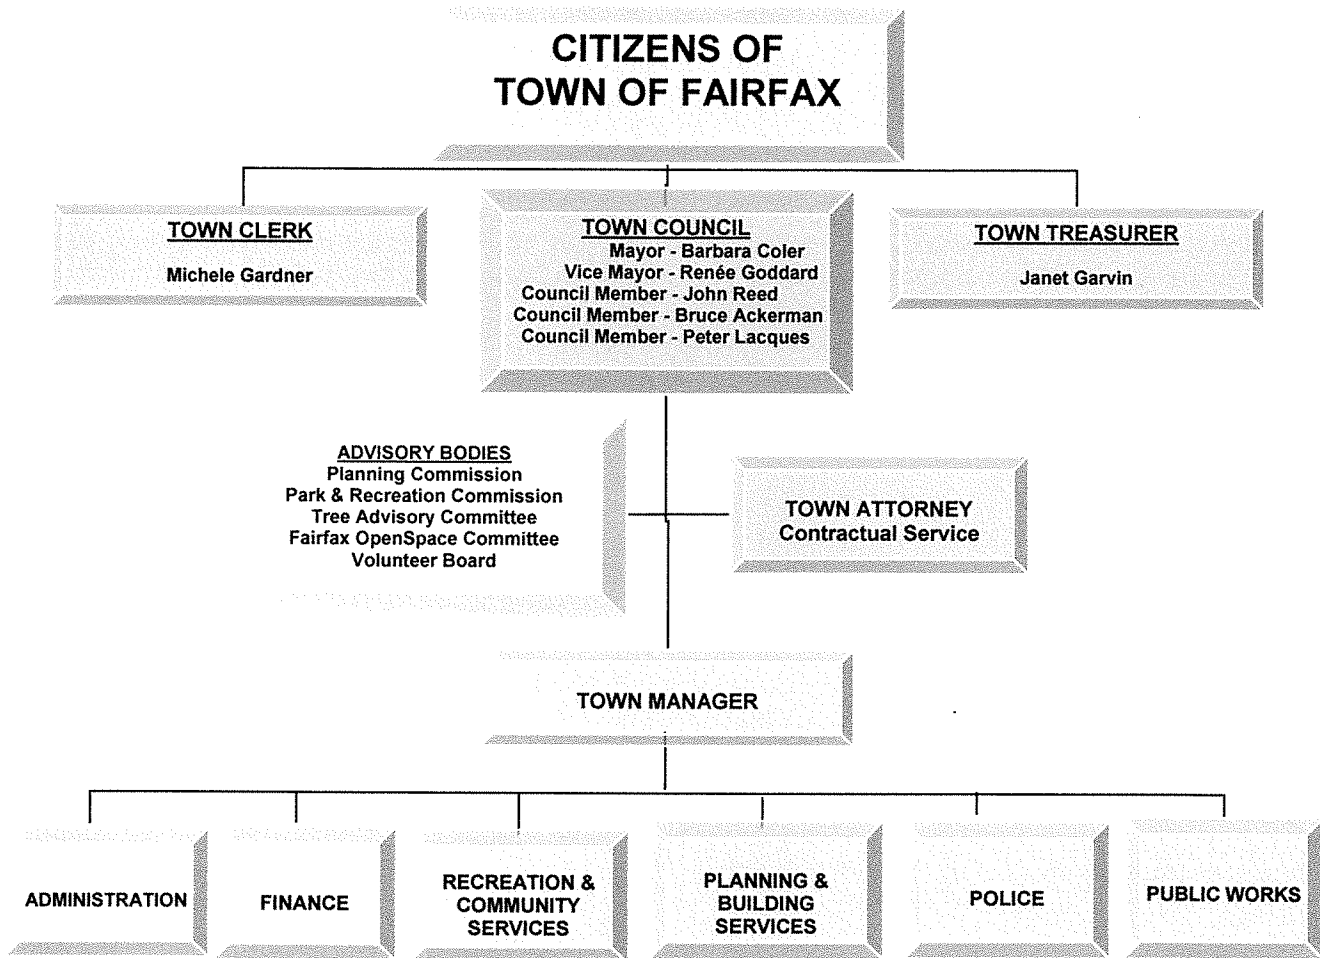 CITIZENS OF
TOWN OF FAIRFAX
TOWN CLERK
Michele Gardner
TOWN COUNCIL
Mayor - Barbara Coler
Vice Mayor - Renée Goddard
Council Member - John Reed
Council Member - Bruce Ackerman
Council Member - Peter Lacques
TOWN TREASURER
Janet Garvin
ADVISORY BODIES
Planning Commission
Park & Recreation Commission
Tree Advisory Committee
Fairfax OpenSpace Committee
Volunteer Board
TOWN ATTORNEY
Contractual Service
TOWN MANAGER
ADMINISTRATION
FINANCE
RECREATION &
COMMUNITY
SERVICES
PLANNING &
BUILDING
SERVICES
POLICE
PUBLIC WORKS